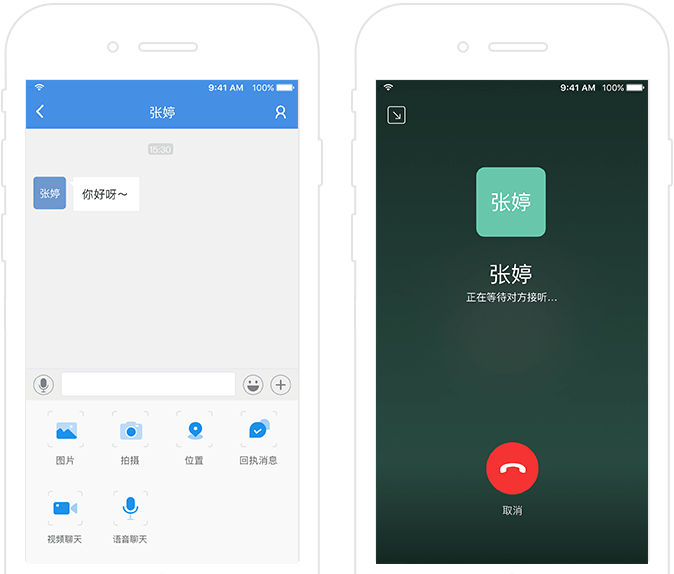 9:41 AM 100%
张婷
15:30
张婷
你好呀～
图片 拍摄 位置 回执消息
视频聊天 语音聊天
9:41 AM 100%
张婷
张婷
正在等待对方接听...
取消